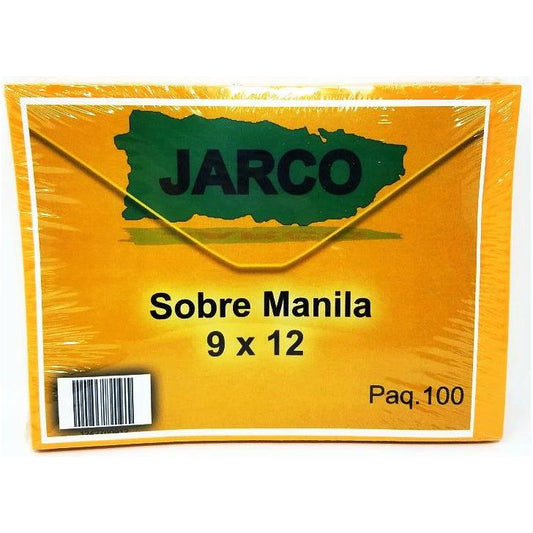 JARCO
Sobre Manila
9 x 12
Paq.100